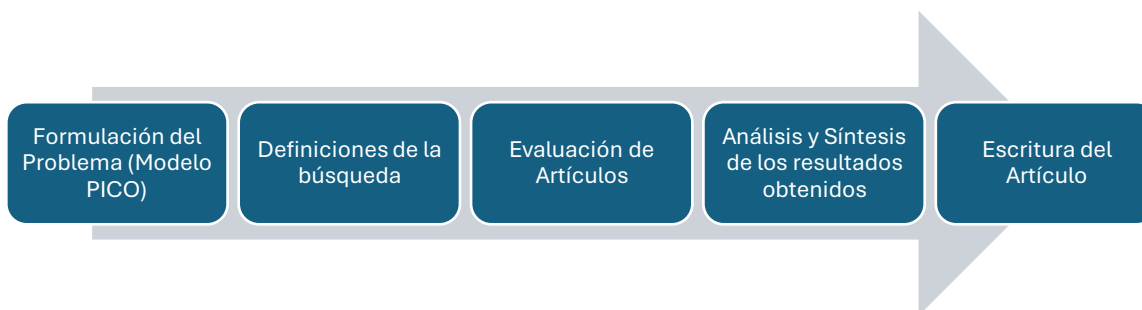 Formulación del
Problema (Modelo
PICO)
Definiciones de la
búsqueda
Evaluación de
Artículos
Análisis y Síntesis
de los resultados
obtenidos
Escritura del
Artículo